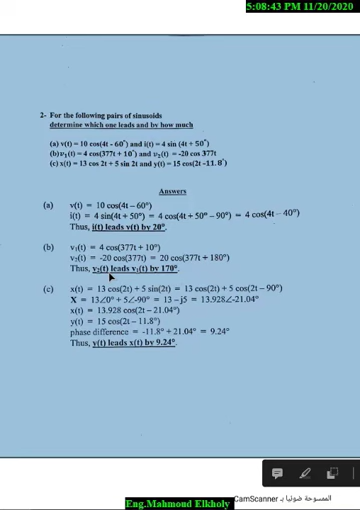 5:08:43 PM 11/20/2020
2- For the following pairs of sinusoids
determine which one leads and by how much
(a) v(t) = 10 cos(4t - 60°) and i(t) = 4 sin (4t + 50°)
(b) v₁(t) = 4 cos(377t + 10°) and v₂(t) = -20 cos 377t
(c) x(t) = 13 cos 2t + 5 sin 2t and y(t) = 15 cos(2t -11.8°)
Answers
(a) v(t) = 10 cos(4t – 60°)
i(t) = 4 sin(4t + 50°) = 4 cos(4t + 50° – 90°) = 4 cos(4t – 40°)
Thus, i(t) leads v(t) by 20°.
(b) v₁(t) = 4 cos(377t + 10°)
v₂(t) = -20 cos(377t) = 20 cos(377t + 180°)
Thus, v₂(t) leads v₁(t) by 170°.
(c) x(t) = 13 cos(2t) + 5 sin(2t) = 13 cos(2t) + 5 cos(2t – 90°)
X = 13∠0° + 5∠-90° = 13 – j5 = 13.928∠-21.04°
x(t) = 13.928 cos(2t – 21.04°)
y(t) = 15 cos(2t – 11.8°)
phase difference = -11.8° + 21.04° = 9.24°
Thus, y(t) leads x(t) by 9.24°.
الممسوحة ضوئيا بـ CamScanner
Eng.Mahmoud Elkholy